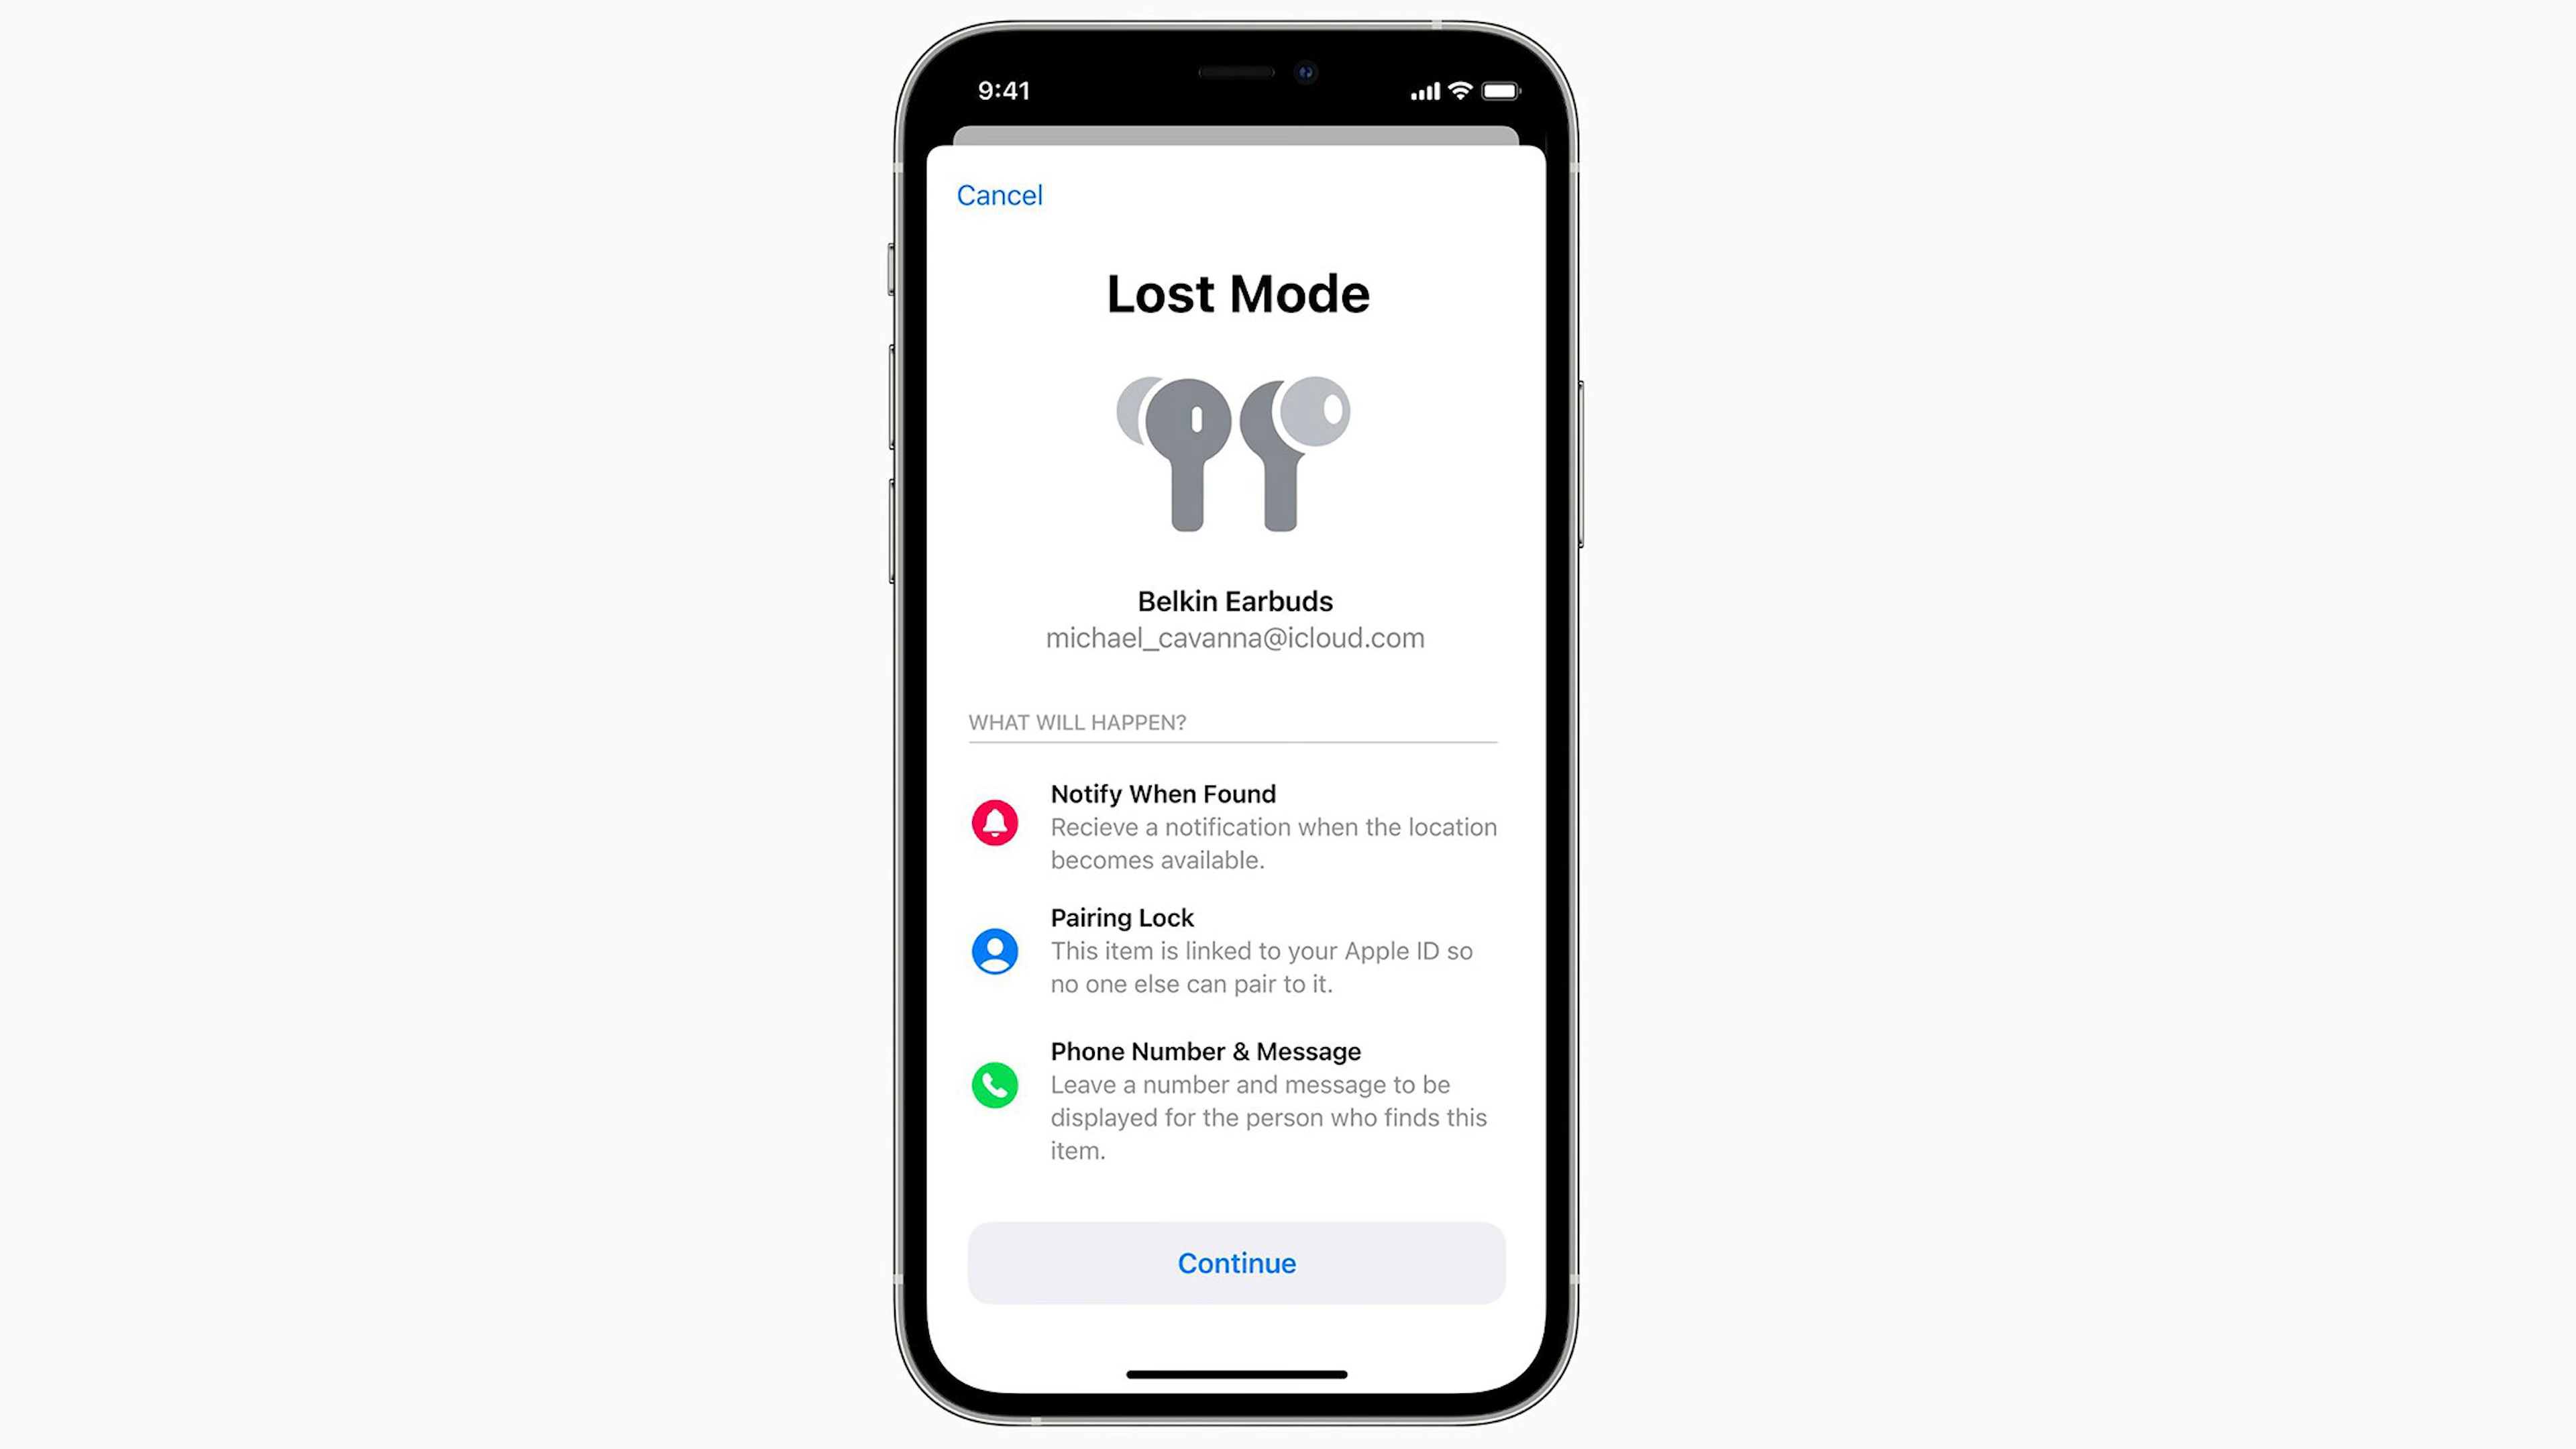 9:41
Cancel
Lost Mode
Belkin Earbuds
michael_cavanna@icloud.com
WHAT WILL HAPPEN?
Notify When Found
Recieve a notification when the location
becomes available.
Pairing Lock
This item is linked to your Apple ID so
no one else can pair to it.
Phone Number & Message
Leave a number and message to be
displayed for the person who finds this
item.
Continue